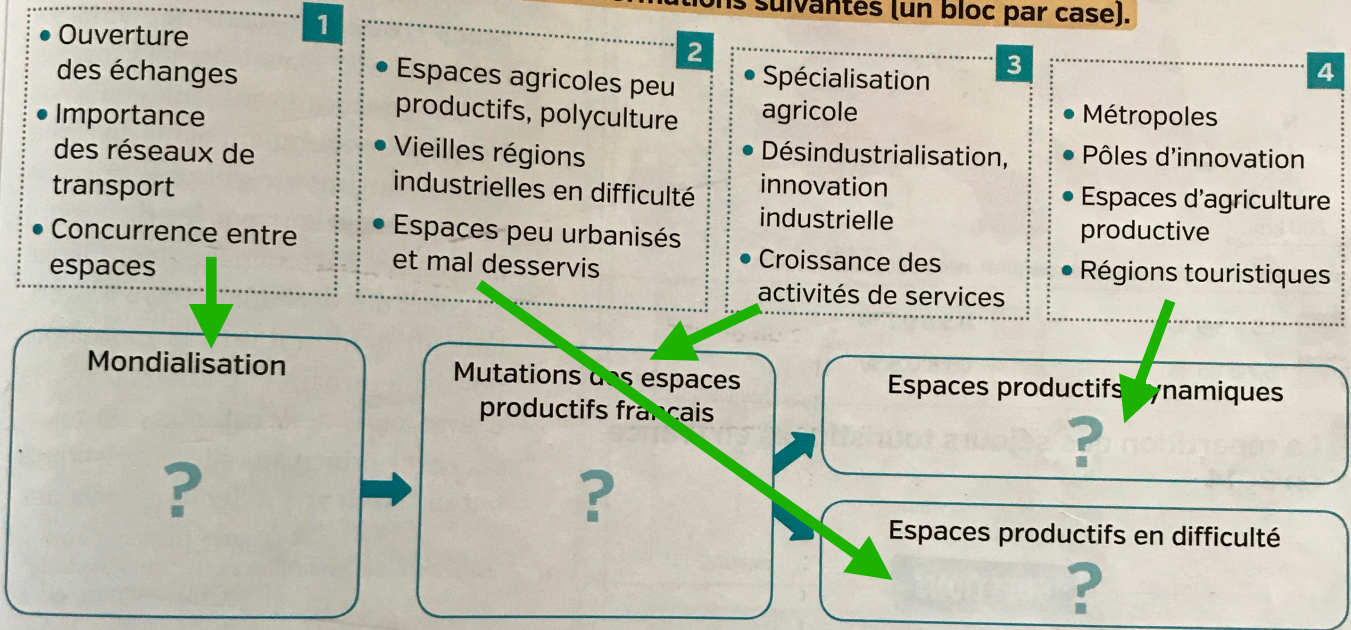 suivantes (un bloc par case).
1
• Ouverture
des échanges
• Importance
des réseaux de
transport
• Concurrence entre
espaces
2
• Espaces agricoles peu
productifs, polyculture
• Vieilles régions
industrielles en difficulté
• Espaces peu urbanisés
et mal desservis
3
• Spécialisation
agricole
• Désindustrialisation,
innovation
industrielle
• Croissance des
activités de services
4
• Métropoles
• Pôles d'innovation
• Espaces d'agriculture
productive
• Régions touristiques
Mondialisation
?
Mutations des espaces
productifs français
?
Espaces productifs dynamiques
?
Espaces productifs en difficulté
?